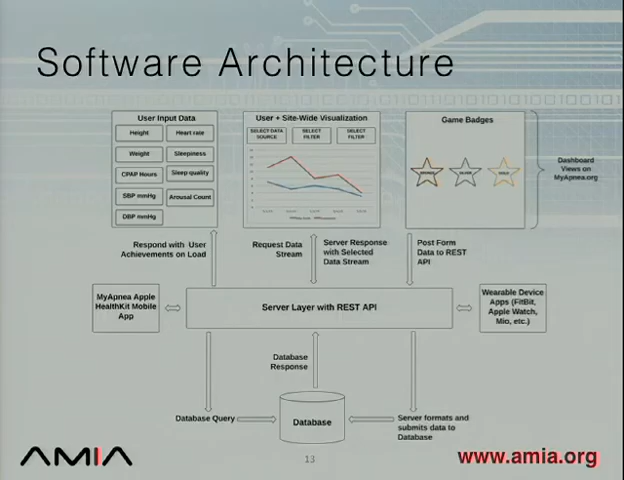 Software Architecture
User Input Data
Height
Heart rate
Weight
Sleepiness
CPAP Hours
Sleep quality
SBP mmHg
Arousal Count
DBP mmHg
User + Site-Wide Visualization
SELECT DATA
SOURCE
SELECT
FILTER
SELECT
FILTER
Game Badges
BRONZE
SILVER
GOLD
Dashboard
Views on
MyApnea.org
Respond with User
Achievements on Load
Request Data
Stream
Server Response
with Selected
Data Stream
Post Form
Data to REST
API
MyApnea Apple
HealthKit Mobile
App
Server Layer with REST API
Wearable Device
Apps (FitBit,
Apple Watch,
Mio, etc.)
Database
Response
Database Query
Database
Server formats and
submits data to
Database
AMIA
13
www.amia.org